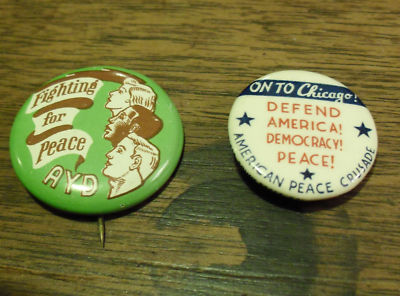 Fighting
for
Peace
AYD
ON TO Chicago!
DEFEND
AMERICA!
DEMOCRACY!
PEACE!
AMERICAN PEACE CRUSADE